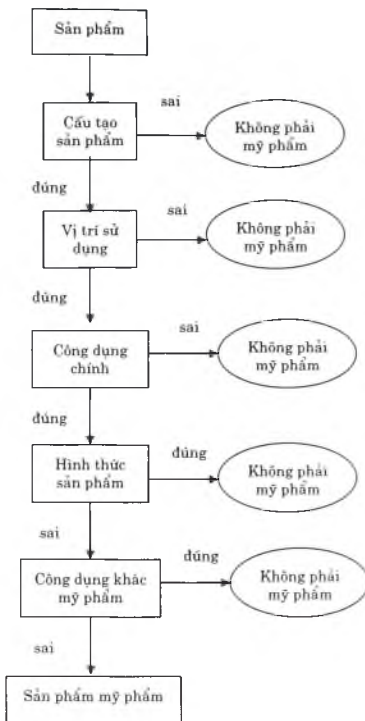 Sản phẩm
sai
Cấu tạo
sản phẩm
Không phải
mỹ phẩm
đúng
sai
Vị trí sử
dụng
Không phải
mỹ phẩm
đúng
sai
Công dụng
chính
Không phải
mỹ phẩm
đúng
đúng
Hình thức
sản phẩm
Không phải
mỹ phẩm
sai
đúng
Công dụng khác
mỹ phẩm
Không phải
mỹ phẩm
sai
Sản phẩm mỹ phẩm